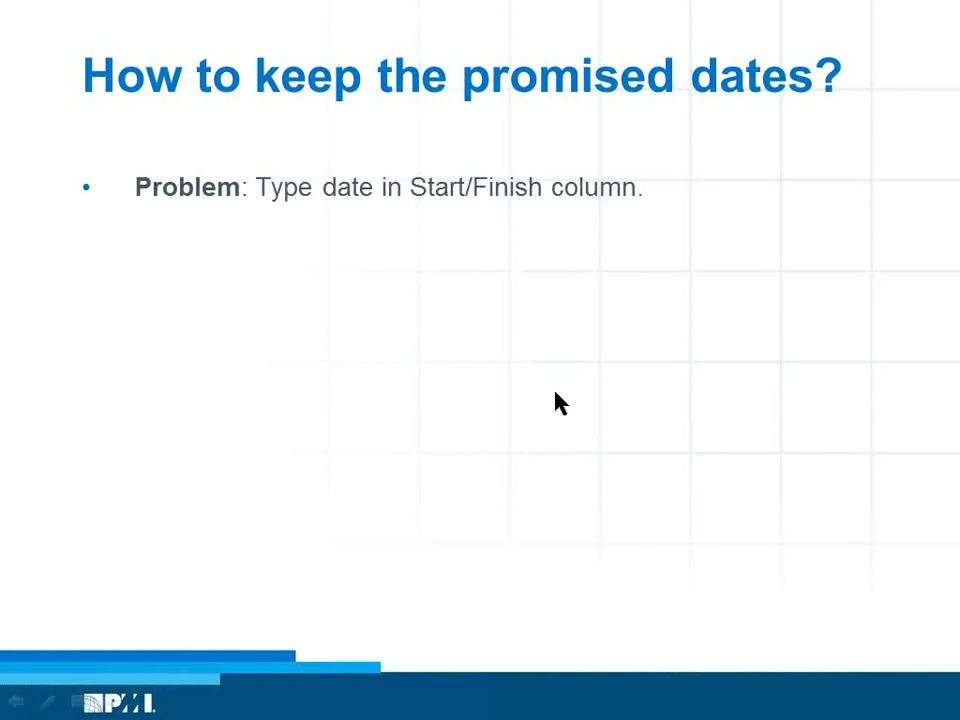 How to keep the promised dates?
• Problem: Type date in Start/Finish column.
PMI